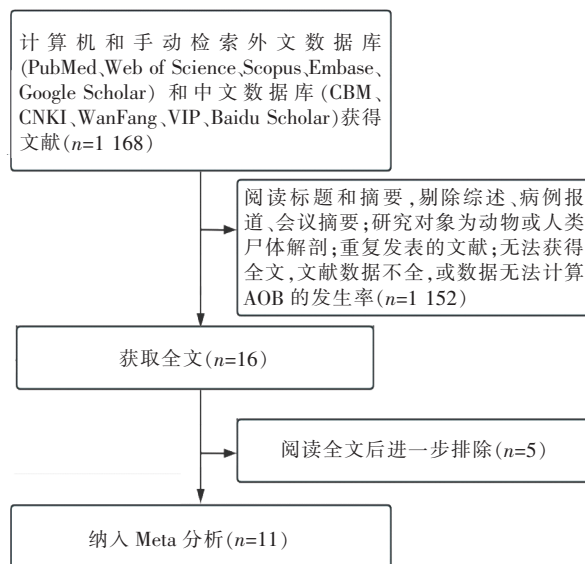 计算机和手动检索外文数据库
(PubMed、Web of Science、Scopus、Embase、
Google Scholar) 和中文数据库(CBM、
CNKI、WanFang、VIP、Baidu Scholar)获得
文献(n=1 168)
阅读标题和摘要,剔除综述、病例报
道、会议摘要;研究对象为动物或人类
尸体解剖;重复发表的文献;无法获得
全文,文献数据不全,或数据无法计算
AOB 的发生率(n=1 152)
获取全文(n=16)
阅读全文后进一步排除(n=5)
纳入 Meta 分析(n=11)